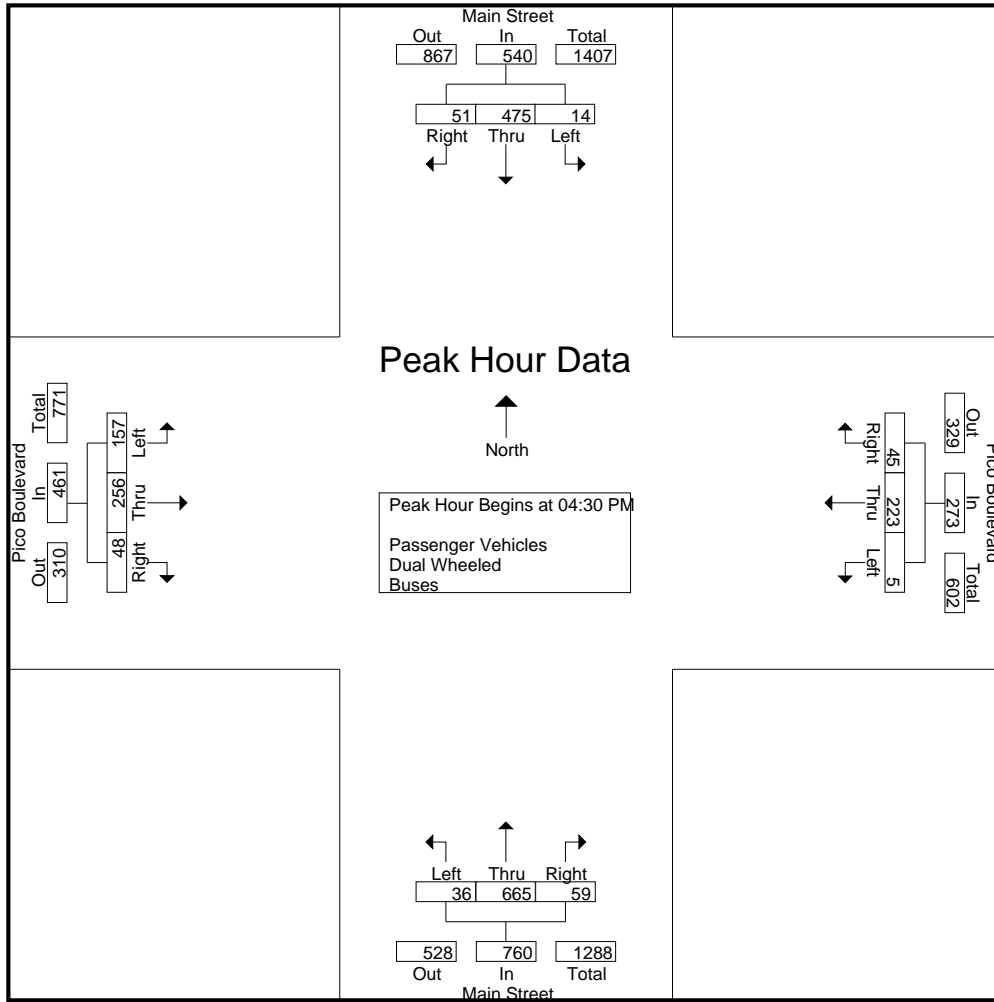 Main Street
Out In Total
867 540 1407
51 475 14
Right Thru Left
Peak Hour Data
North
Peak Hour Begins at 04:30 PM
Passenger Vehicles
Dual Wheeled
Buses
Pico Boulevard
Out In Total
310 461 771
48 256 157
Right Thru Left
Pico Boulevard
Out In Total
329 273 602
45 223 5
Right Thru Left
Left Thru Right
36 665 59
528 760 1288
Out In Total
Main Street